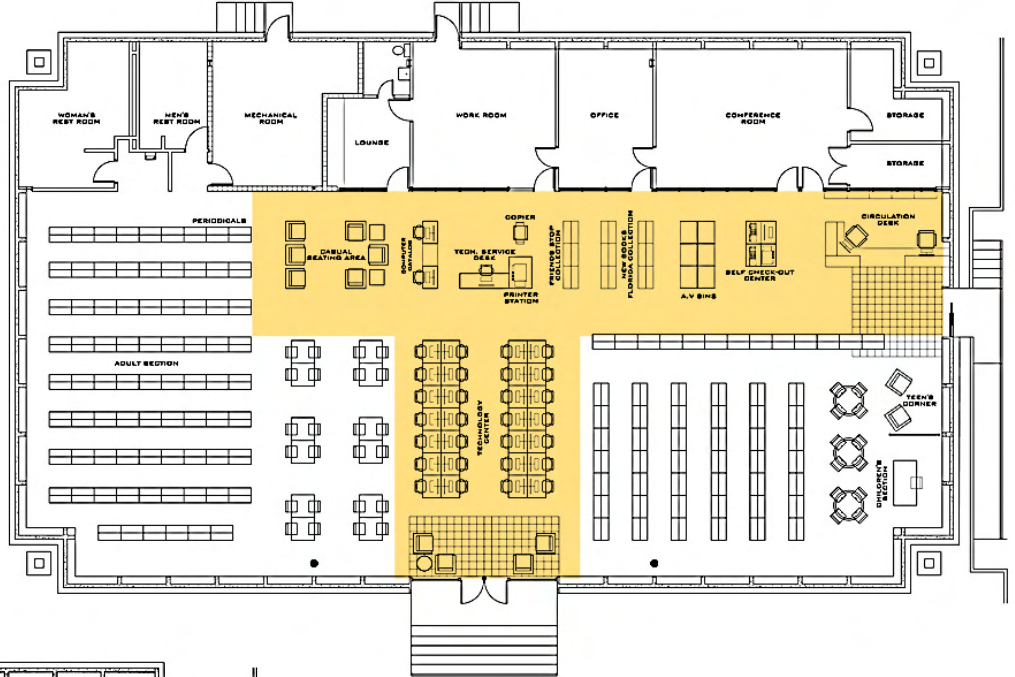 WOMAN'S
REST ROOM
MEN'S
REST ROOM
MECHANICAL
ROOM
LOUNGE
WORK ROOM
OFFICE
CONFERENCE
ROOM
STORAGE
STORAGE
PERIODICALS
CASUAL
SEATING AREA
COMPUTER
CATALOG
COPIER
TECH. SERVICE
DESK
PRINTER
STATION
FRIENDS STOP
COLLECTION
NEW BOOKS
FLORIDA COLLECTION
A.V BINS
SELF CHECK-OUT
CENTER
CIRCULATION
DESK
ADULT SECTION
TECHNOLOGY
CENTER
TEEN'S
CORNER
CHILDREN'S
SECTION